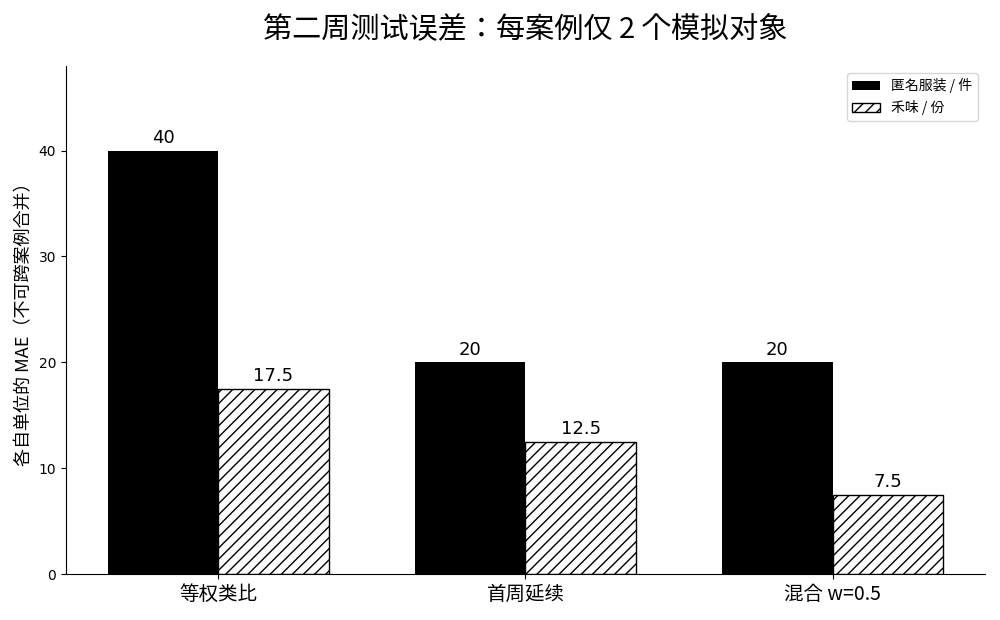 第二周测试误差：每案例仅 2 个模拟对象
匿名服装 / 件
禾味 / 份
各自单位的 MAE（不可跨案例合并）
40
30
20
10
0
40
17.5
20
12.5
20
7.5
等权类比
首周延续
混合 w=0.5